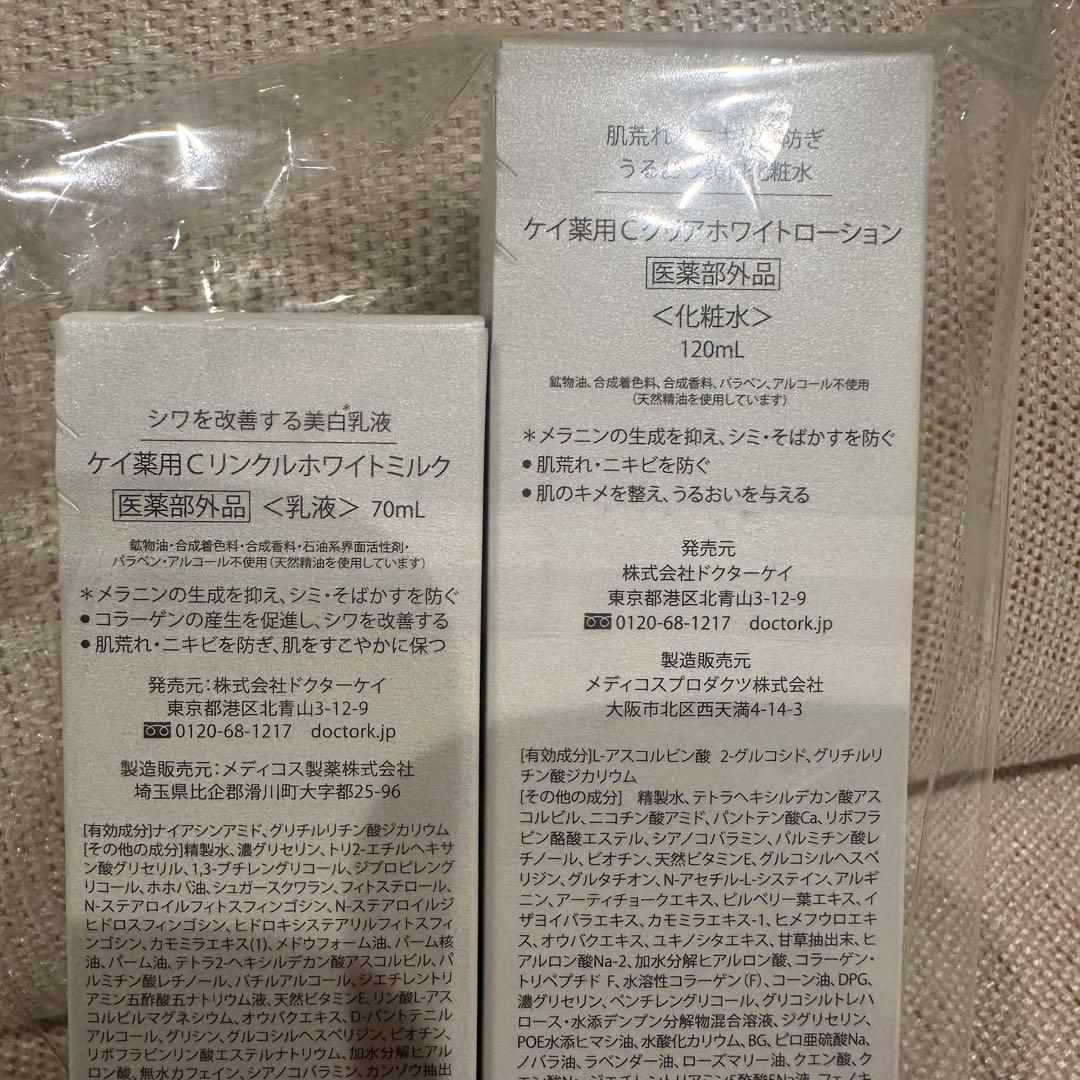 シワを改善する美白*乳液
ケイ薬用Cリンクルホワイトミルク
医薬部外品 <乳液> 70mL
鉱物油・合成着色料・合成香料・石油系界面活性剤・
パラベン・アルコール不使用(天然精油を使用しています)
*メラニンの生成を抑え、シミ・そばかすを防ぐ
●コラーゲンの産生を促進し、シワを改善する
●肌荒れ・ニキビを防ぎ、肌をすこやかに保つ
発売元:株式会社ドクターケイ
東京都港区北青山3-12-9
0120-68-1217 doctork.jp
製造販売元:メディコス製薬株式会社
埼玉県比企郡滑川町大字都25-96
[有効成分]ナイアシンアミド、グリチルリチン酸ジカリウム
[その他の成分]精製水、濃グリセリン、トリ2-エチルヘキサ
ン酸グリセリル、1,3-ブチレングリコール、ジプロピレング
リコール、ホホバ油、シュガースクワラン、フィトステロール、
N-ステアロイルフィトスフィンゴシン、N-ステアロイルジ
ヒドロスフィンゴシン、ヒドロキシステアリルフィトスフィ
ンゴシン、カモミラエキス(1)、メドウフォーム油、パーム核
油、パーム油、テトラ2-ヘキシルデカン酸アスコルビル、パ
ルミチン酸レチノール、バチルアルコール、ジエチレントリ
アミン五酢酸五ナトリウム液、天然ビタミンE、リン酸L-アス
コルビルマグネシウム、オウバクエキス、D-パントテニル
アルコール、グリシン、グルコシルヘスペリジン、ビオチン、
リボフラビンリン酸エステルナトリウム、加水分解ヒアル
ロン酸、無水カフェイン、シアノコバラミン、カンゾウ抽出
肌荒れ 防ぎ
うる 化粧水
ケイ薬用Cクリアホワイトローション
医薬部外品
<化粧水>
120mL
鉱物油、合成着色料、合成香料、パラベン、アルコール不使用
(天然精油を使用しています)
*メラニンの生成を抑え、シミ・そばかすを防ぐ
●肌荒れ・ニキビを防ぐ
●肌のキメを整え、うるおいを与える
発売元
株式会社ドクターケイ
東京都港区北青山3-12-9
0120-68-1217 doctork.jp
製造販売元
メディコスプロダクツ株式会社
大阪市北区西天満4-14-3
[有効成分]L-アスコルビン酸 2-グルコシド、グリチルリ
チン酸ジカリウム
[その他の成分] 精製水、テトラヘキシルデカン酸アス
コルビル、ニコチン酸アミド、パントテン酸Ca、リボフラ
ビン酪酸エステル、シアノコバラミン、パルミチン酸レ
チノール、ビオチン、天然ビタミンE、グルコシルヘスペ
リジン、グルタチオン、N-アセチル-L-システイン、アルギ
ニン、アーティチョークエキス、ビルベリー葉エキス、イ
ザヨイバラエキス、カモミラエキス-1、ヒメフウロエキ
ス、オウバクエキス、ユキノシタエキス、甘草抽出末、ヒ
アルロン酸Na-2、加水分解ヒアルロン酸、コラーゲン・
トリペプチド F、水溶性コラーゲン(F)、コーン油、DPG、
濃グリセリン、ペンチレングリコール、グリコシルトレハ
ロース・水添デンプン分解物混合溶液、ジグリセリン、
POE水添ヒマシ油、水酸化カリウム、BG、ピロ亜硫酸Na、
ノバラ油、ラベンダー油、ローズマリー油、クエン酸、ク
エン酸Na、ジエチレントリアミン5酢酸5Na液、フェノキ